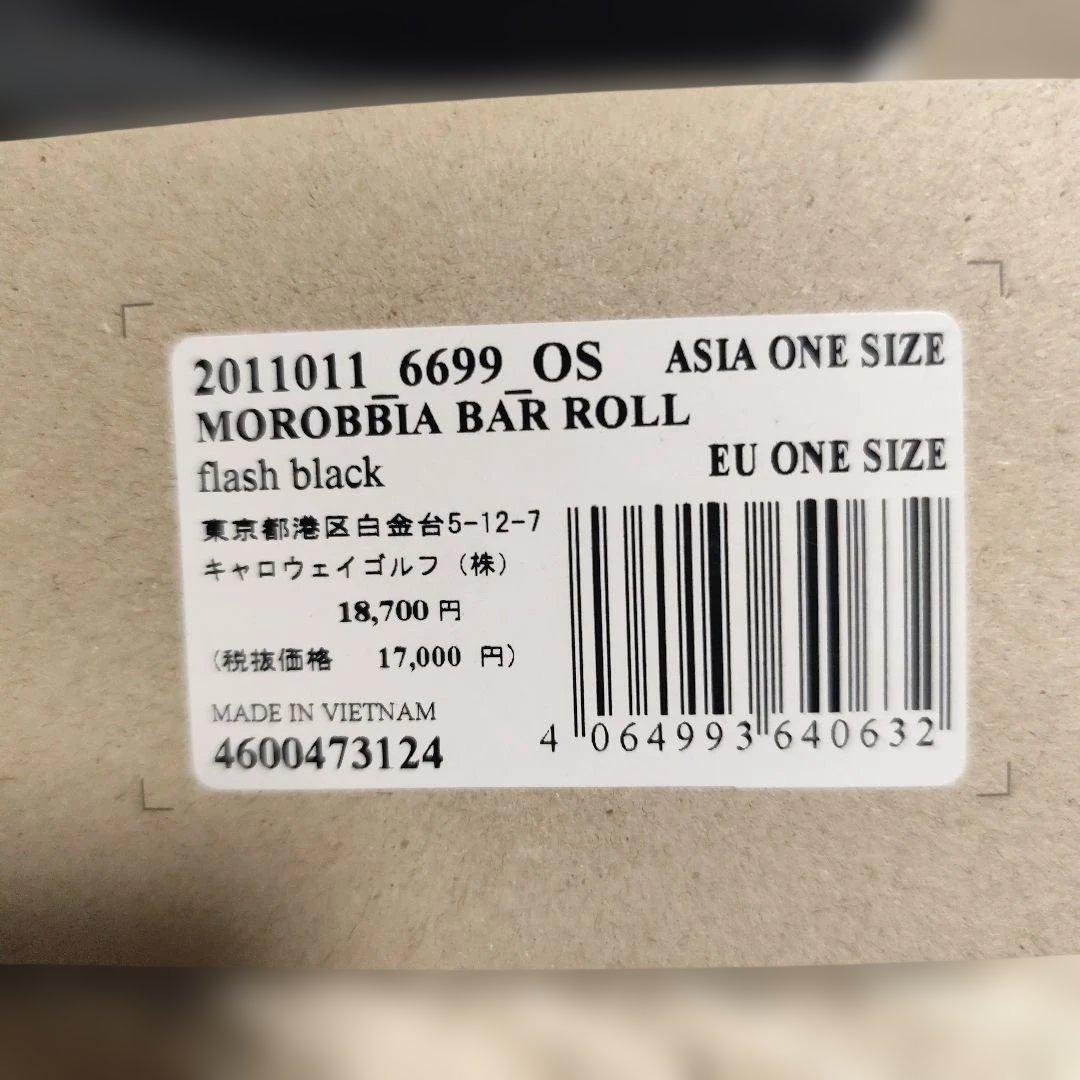 2011011_6699_OS ASIA ONE SIZE
MOROBBIA BAR ROLL
flash black EU ONE SIZE
東京都港区白金台5-12-7
キャロウェイゴルフ（株）
18,700 円
（税抜価格 17,000 円）
MADE IN VIETNAM
4600473124
4 064993 640632